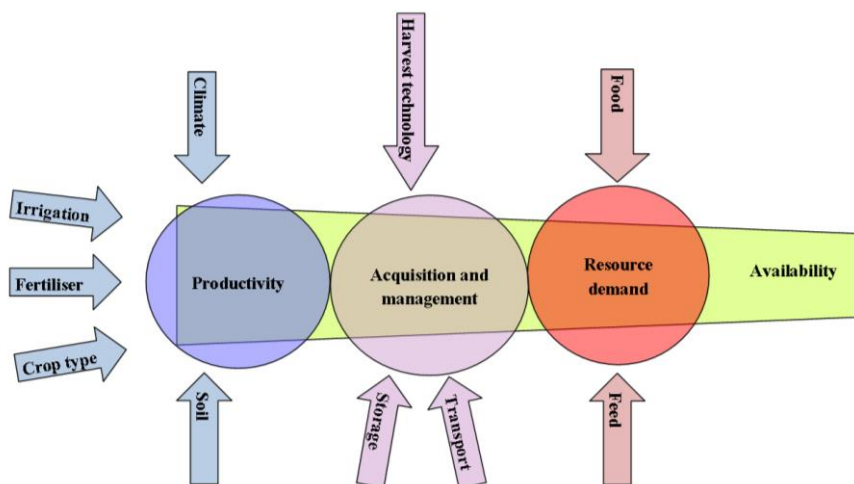 Climate
Harvest technology
Food
Irrigation
Fertiliser
Crop type
Productivity
Acquisition and
management
Resource
demand
Availability
Soil
Storage
Transport
Feed